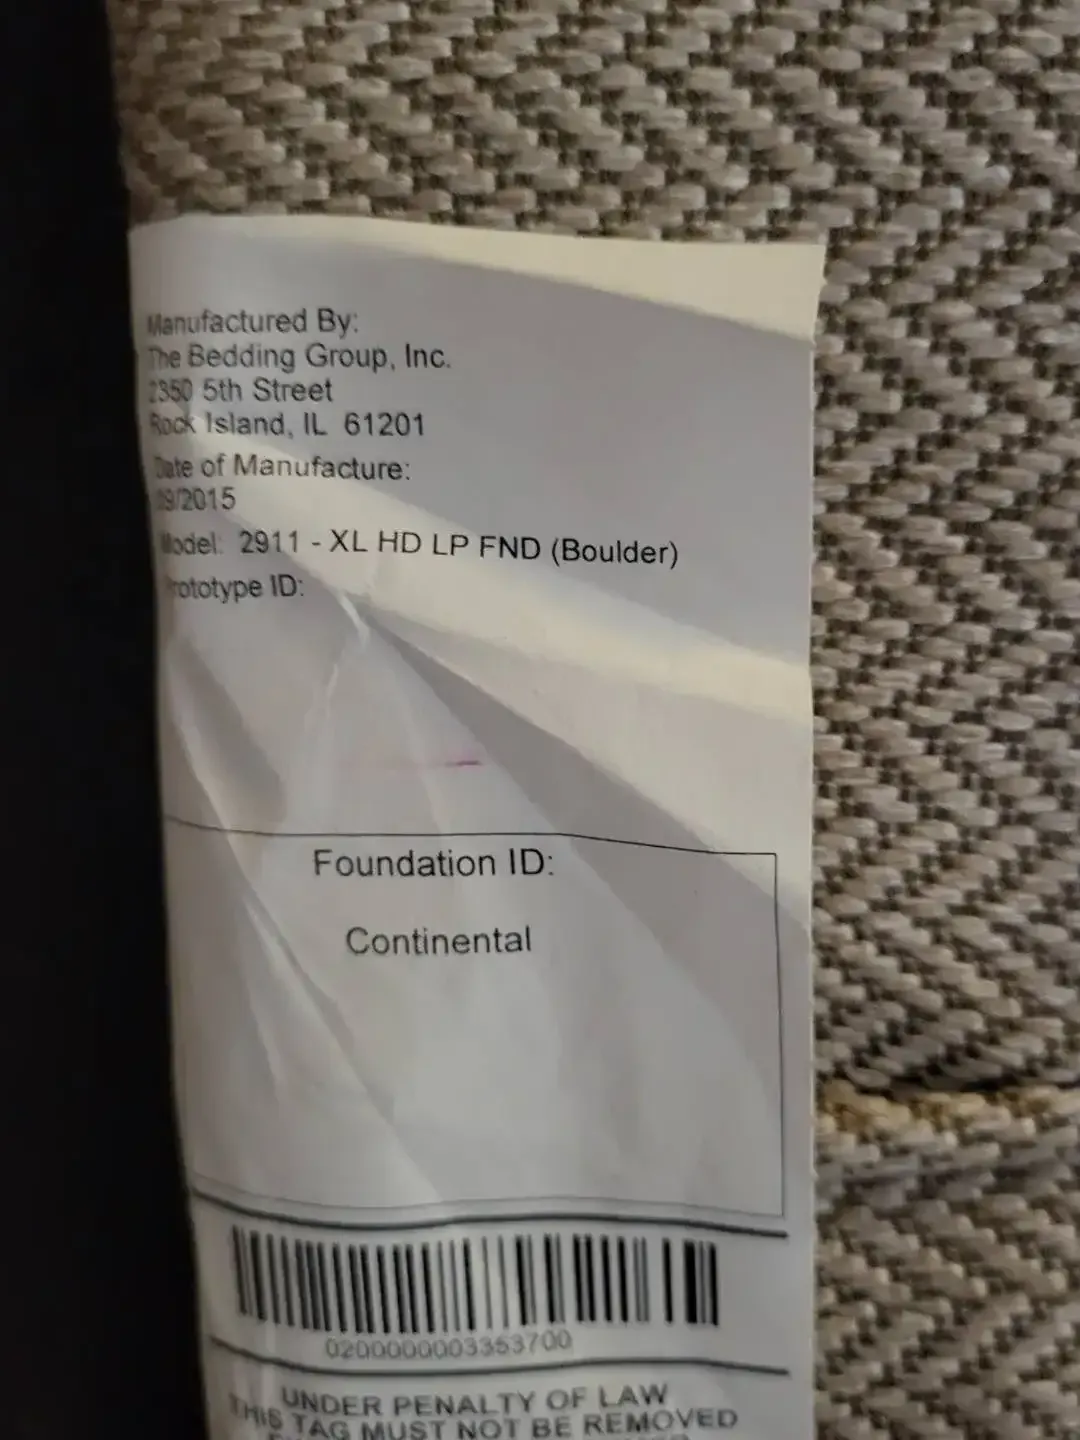 Manufactured By:
The Bedding Group, Inc.
2350 5th Street
Rock Island, IL 61201
Date of Manufacture:
09/2015
Model: 2911 - XL HD LP FND (Boulder)
Prototype ID:
Foundation ID:
Continental
0200000003353700
UNDER PENALTY OF LAW
THIS TAG MUST NOT BE REMOVED